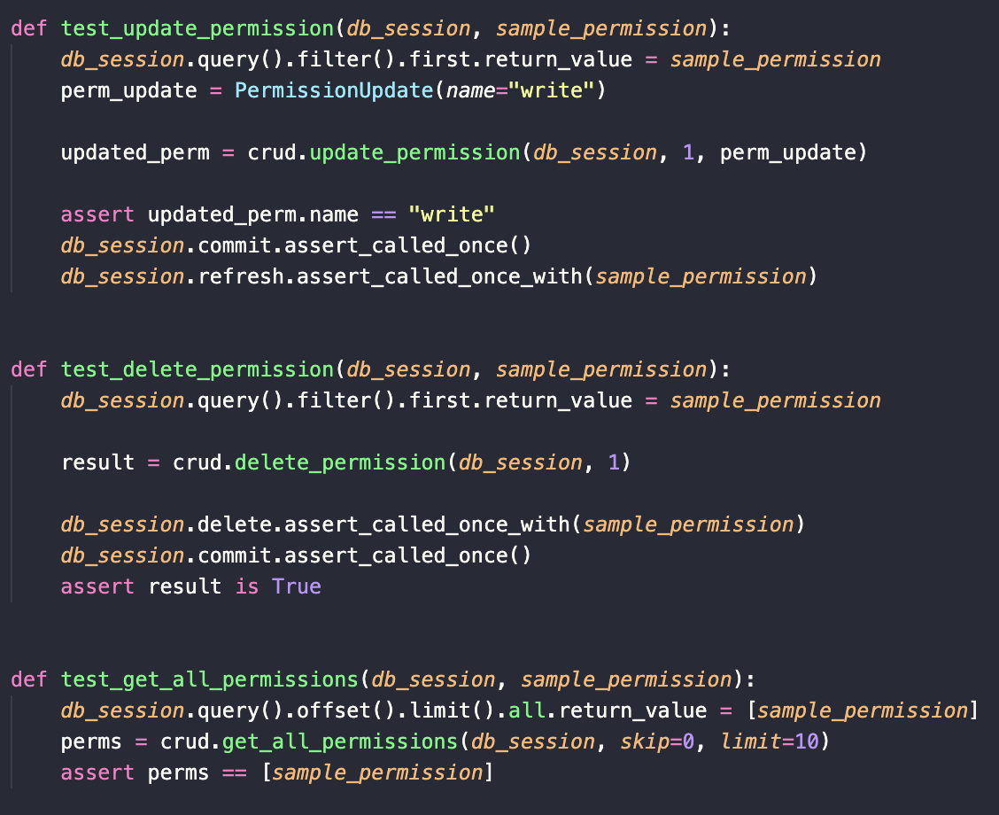 def test_update_permission(db_session, sample_permission):
    db_session.query().filter().first.return_value = sample_permission
    perm_update = PermissionUpdate(name="write")

    updated_perm = crud.update_permission(db_session, 1, perm_update)

    assert updated_perm.name == "write"
    db_session.commit.assert_called_once()
    db_session.refresh.assert_called_once_with(sample_permission)


def test_delete_permission(db_session, sample_permission):
    db_session.query().filter().first.return_value = sample_permission

    result = crud.delete_permission(db_session, 1)

    db_session.delete.assert_called_once_with(sample_permission)
    db_session.commit.assert_called_once()
    assert result is True


def test_get_all_permissions(db_session, sample_permission):
    db_session.query().offset().limit().all.return_value = [sample_permission]
    perms = crud.get_all_permissions(db_session, skip=0, limit=10)
    assert perms == [sample_permission]